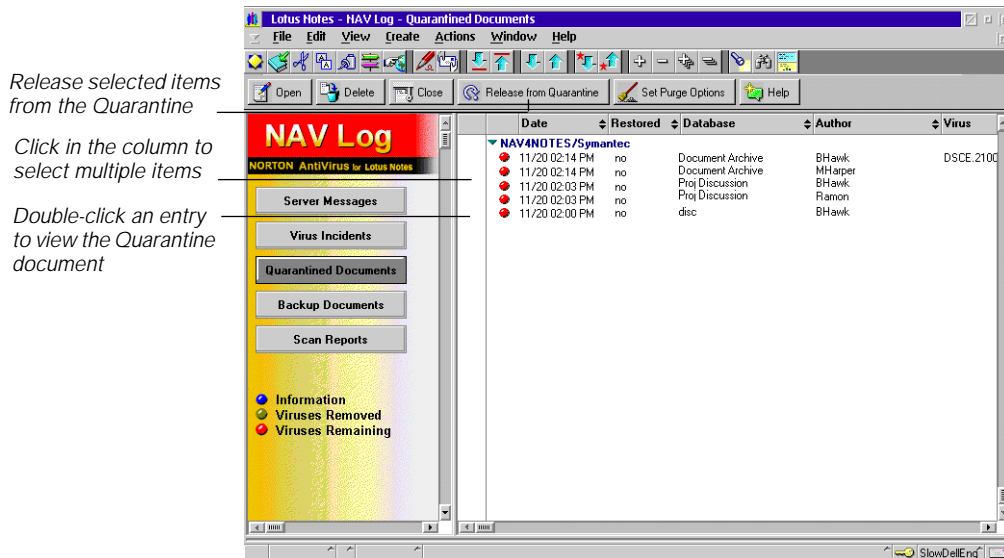 Lotus Notes - NAV Log - Quarantined Documents
File Edit View Create Actions Window Help
Open Delete Close Release from Quarantine Set Purge Options Help
Release selected items
from the Quarantine
Click in the column to
select multiple items
Double-click an entry
to view the Quarantine
document
NAV Log
NORTON AntiVirus for Lotus Notes
Server Messages
Virus Incidents
Quarantined Documents
Backup Documents
Scan Reports
Information
Viruses Removed
Viruses Remaining
Date Restored Database Author Virus
NAV4NOTES/Symantec
11/20 02:14 PM no Document Archive BHawk DSCE.2100
11/20 02:14 PM no Document Archive MHarper
11/20 02:03 PM no Proj Discussion BHawk
11/20 02:03 PM no Proj Discussion Ramon
11/20 02:00 PM no disc BHawk
SlowDellEng